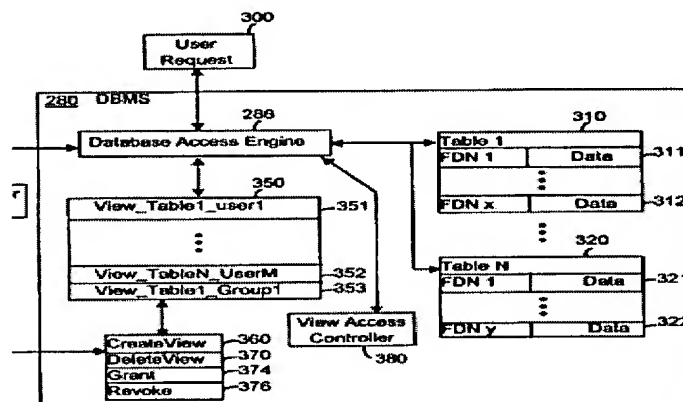 300
User
Request
280 DBMS
288
Database Access Engine
310
Table 1
FDN 1 Data 311
FDN x Data 312
350
View_Table1_user1 351
View_TableN_UserM 352
View_Table1_Group1 353
320
Table N
FDN 1 Data 321
FDN y Data 322
CreateView 360
DeleteView 370
Grant 374
Revoke 376
View Access
Controller
380